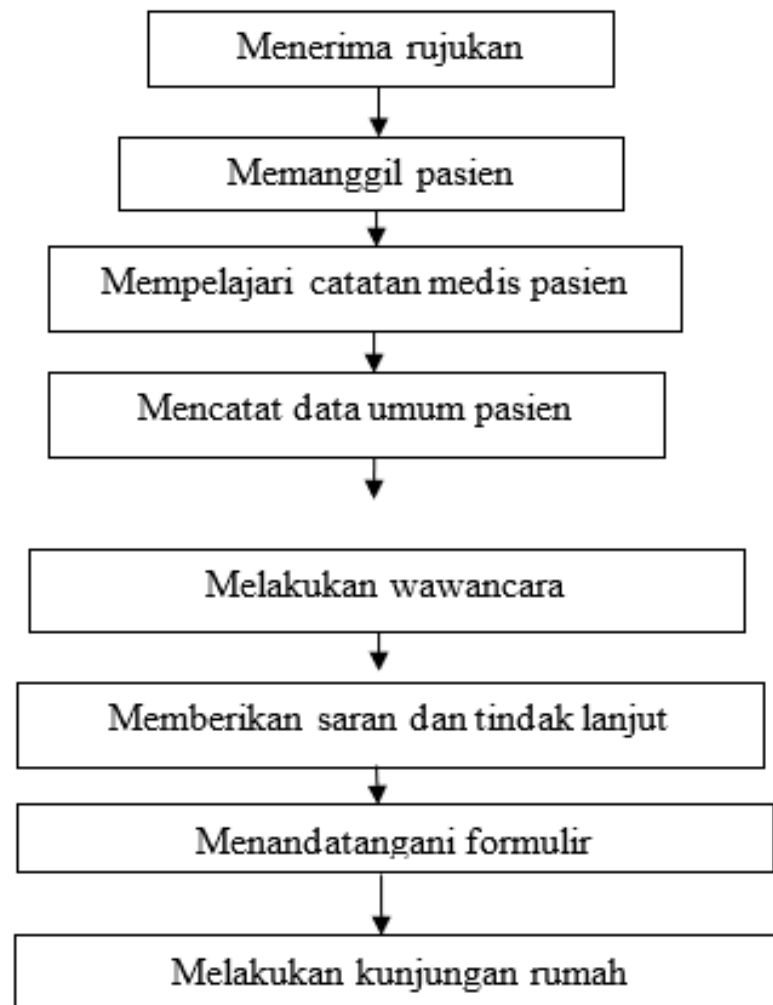 Menerima rujukan
Memanggil pasien
Mempelajari catatan medis pasien
Mencatat data umum pasien
Melakukan wawancara
Memberikan saran dan tindak lanjut
Menandatangani formulir
Melakukan kunjungan rumah